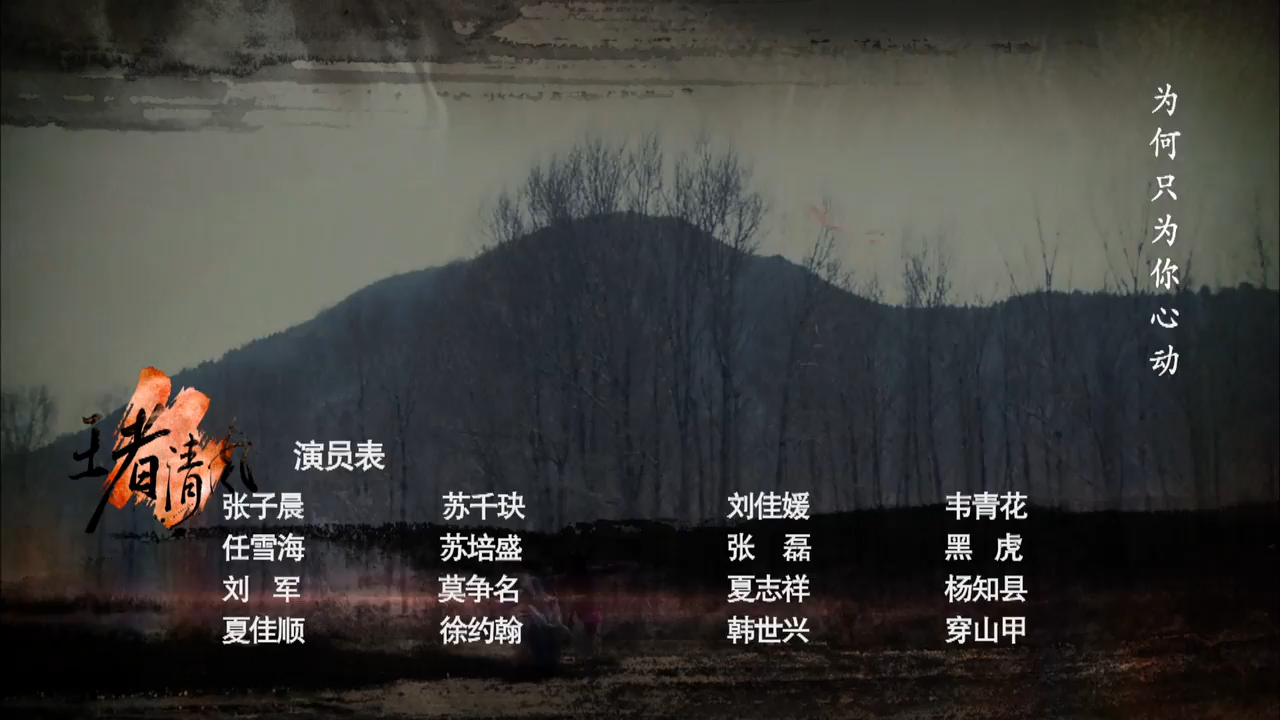 为何只为你心动
王者清风
演员表
张子晨 苏千玦 刘佳媛 韦青花
任雪海 苏培盛 张 磊 黑 虎
刘 军 莫争名 夏志祥 杨知县
夏佳顺 徐约翰 韩世兴 穿山甲